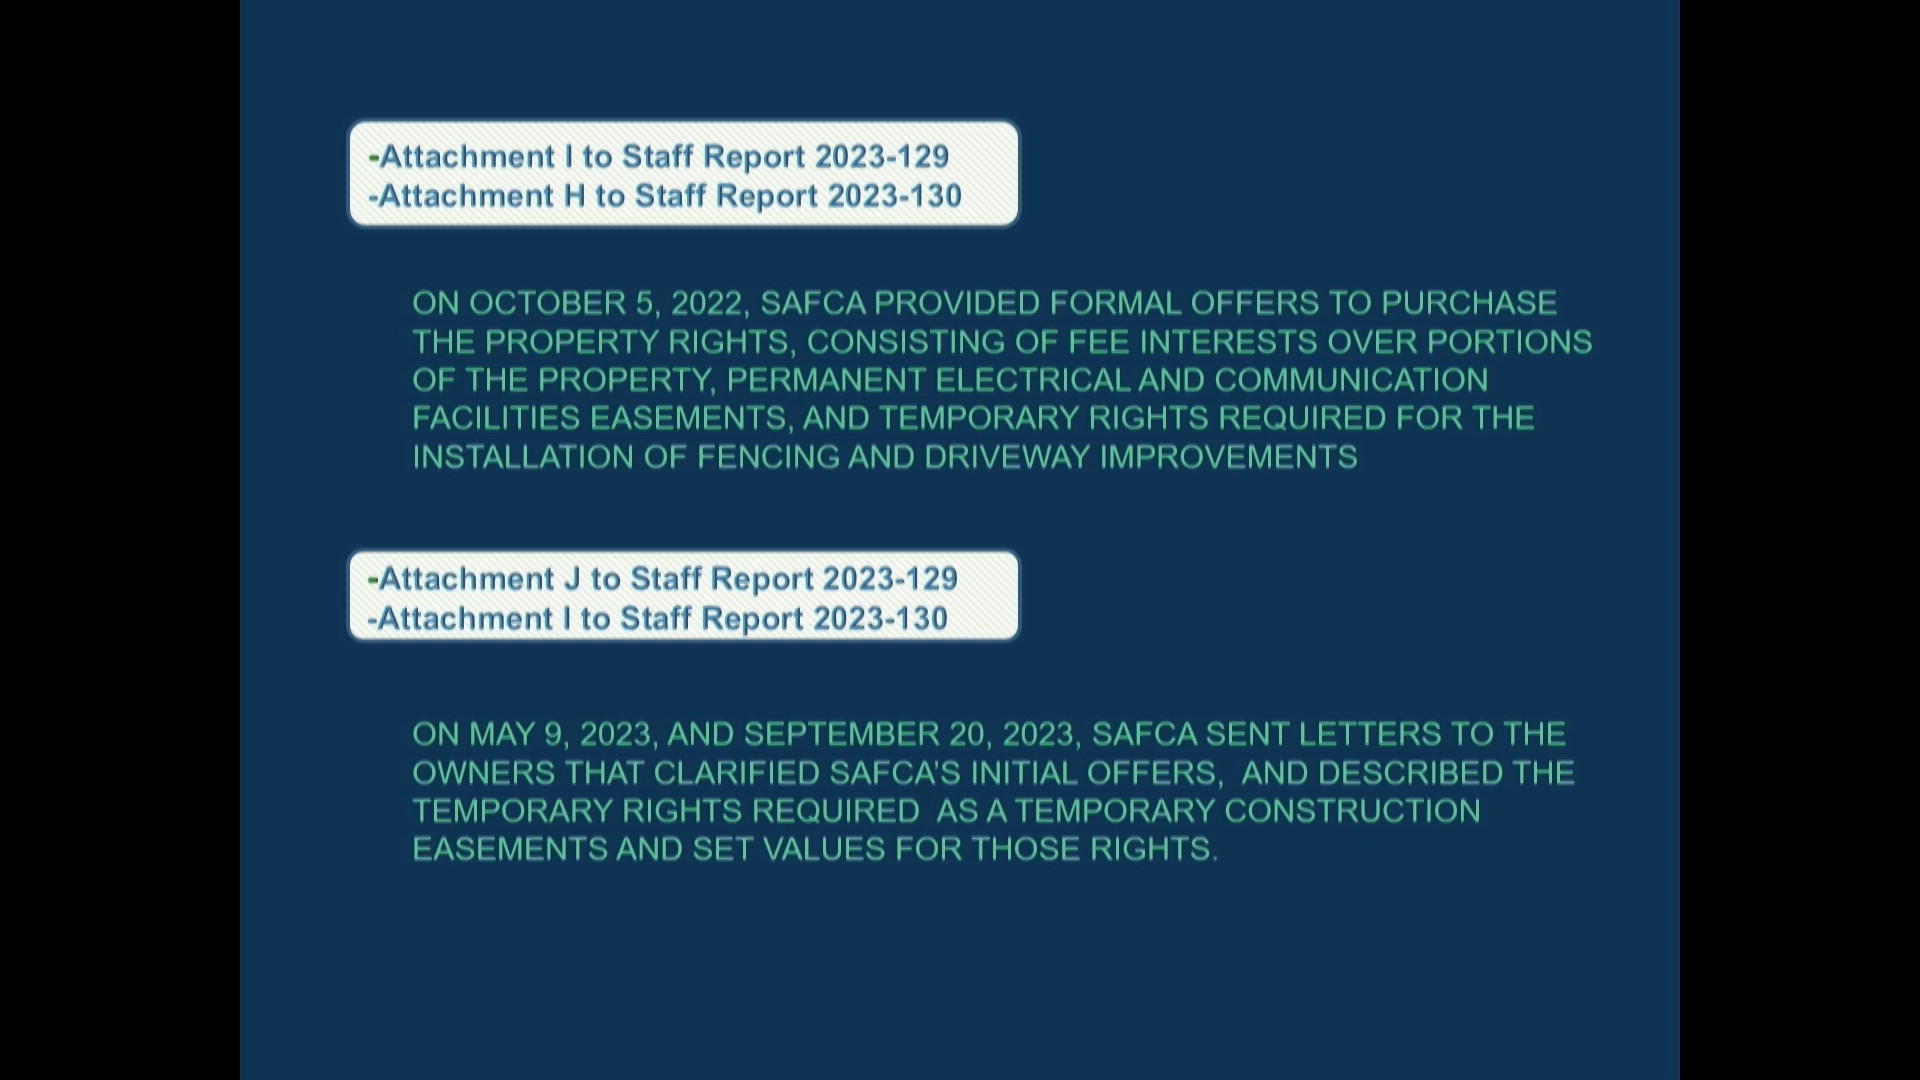 -Attachment I to Staff Report 2023-129
-Attachment H to Staff Report 2023-130
ON OCTOBER 5, 2022, SAFCA PROVIDED FORMAL OFFERS TO PURCHASE
THE PROPERTY RIGHTS, CONSISTING OF FEE INTERESTS OVER PORTIONS
OF THE PROPERTY, PERMANENT ELECTRICAL AND COMMUNICATION
FACILITIES EASEMENTS, AND TEMPORARY RIGHTS REQUIRED FOR THE
INSTALLATION OF FENCING AND DRIVEWAY IMPROVEMENTS
-Attachment J to Staff Report 2023-129
-Attachment I to Staff Report 2023-130
ON MAY 9, 2023, AND SEPTEMBER 20, 2023, SAFCA SENT LETTERS TO THE
OWNERS THAT CLARIFIED SAFCA'S INITIAL OFFERS,  AND DESCRIBED THE
TEMPORARY RIGHTS REQUIRED  AS A TEMPORARY CONSTRUCTION
EASEMENTS AND SET VALUES FOR THOSE RIGHTS.